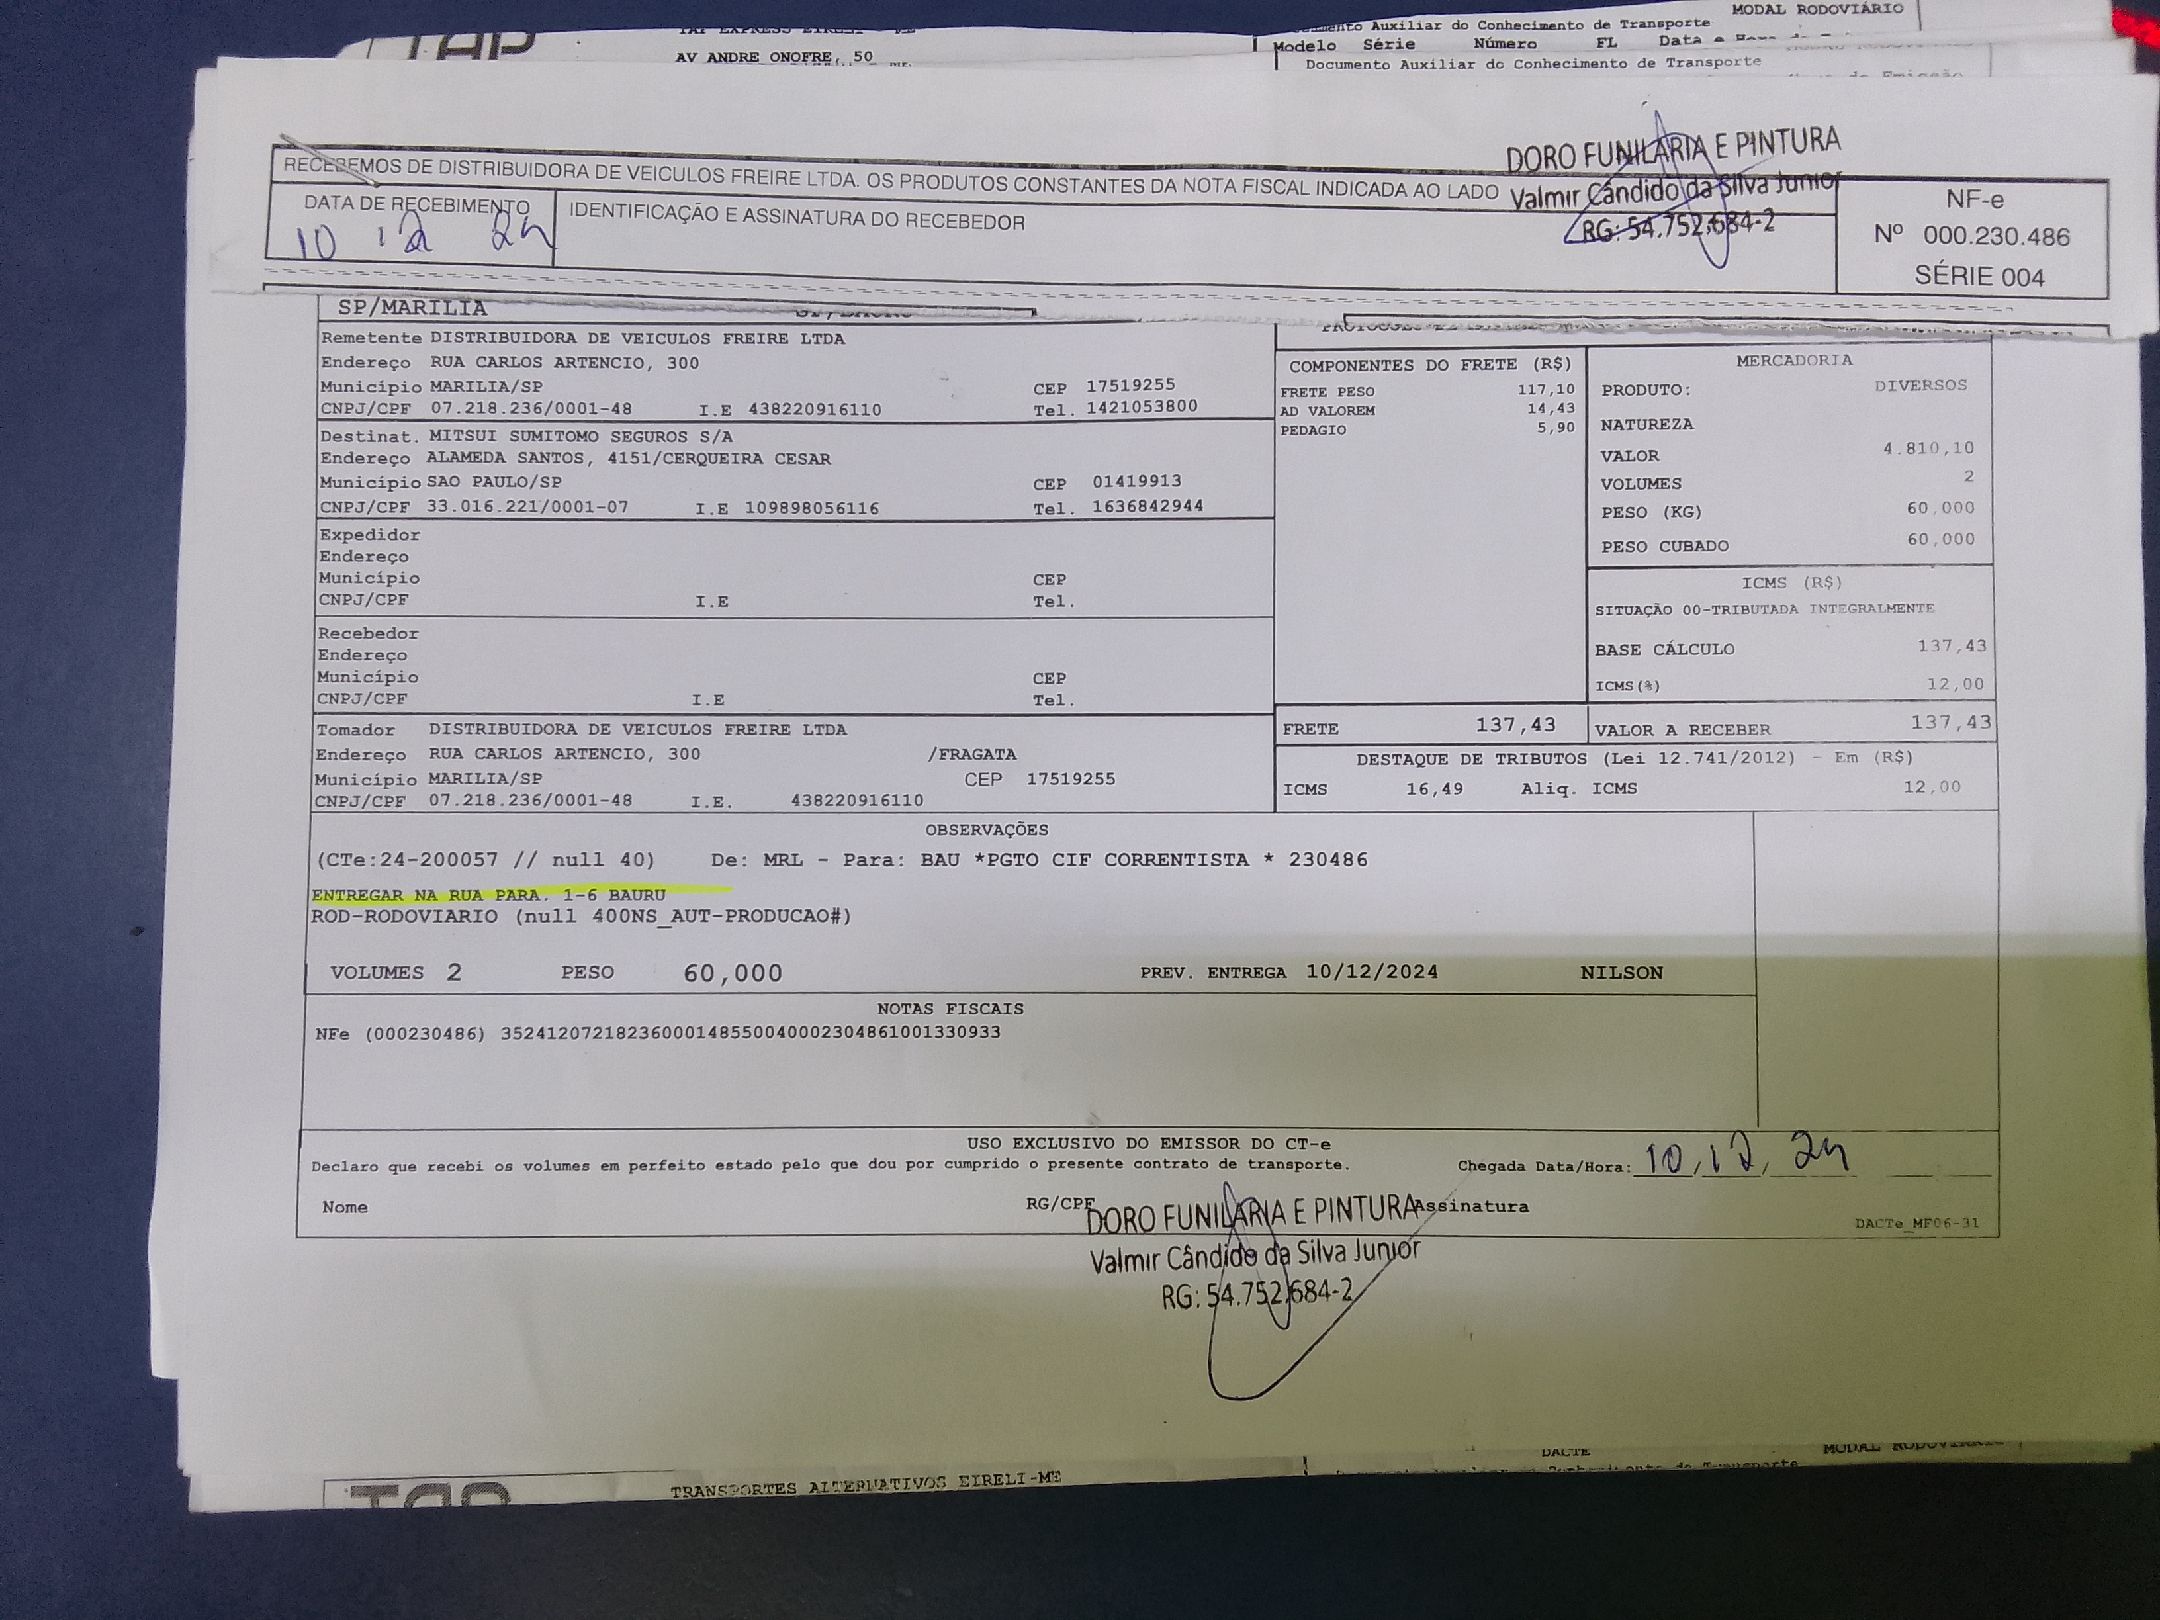 TAP
AV ANDRE ONOFRE, 50
MODAL RODOVIÁRIO
Auxiliar do Conhecimento de Transporte
Modelo Série Número FL Data e
Documento Auxiliar do Conhecimento de Transporte
RECEBEMOS DE DISTRIBUIDORA DE VEICULOS FREIRE LTDA. OS PRODUTOS CONSTANTES DA NOTA FISCAL INDICADA AO LADO
DORO FUNILARIA E PINTURA
Valmir Cândido da Silva Junior
RG: 54.752.684-2
DATA DE RECEBIMENTO
10 12 24
IDENTIFICAÇÃO E ASSINATURA DO RECEBEDOR
NF-e
Nº 000.230.486
SÉRIE 004
SP/MARILIA
Remetente DISTRIBUIDORA DE VEICULOS FREIRE LTDA
Endereço RUA CARLOS ARTENCIO, 300
Município MARILIA/SP CEP 17519255
CNPJ/CPF 07.218.236/0001-48 I.E 438220916110 Tel. 1421053800
Destinat. MITSUI SUMITOMO SEGUROS S/A
Endereço ALAMEDA SANTOS, 4151/CERQUEIRA CESAR
Município SAO PAULO/SP CEP 01419913
CNPJ/CPF 33.016.221/0001-07 I.E 109898056116 Tel. 1636842944
Expedidor
Endereço
Município CEP
CNPJ/CPF I.E Tel.
Recebedor
Endereço
Município CEP
CNPJ/CPF I.E Tel.
Tomador DISTRIBUIDORA DE VEICULOS FREIRE LTDA
Endereço RUA CARLOS ARTENCIO, 300 /FRAGATA
Município MARILIA/SP CEP 17519255
CNPJ/CPF 07.218.236/0001-48 I.E. 438220916110
COMPONENTES DO FRETE (R$)
FRETE PESO 117,10
AD VALOREM 14,43
PEDAGIO 5,90
MERCADORIA
PRODUTO: DIVERSOS
NATUREZA
VALOR 4.810,10
VOLUMES 2
PESO (KG) 60,000
PESO CUBADO 60,000
ICMS (R$)
SITUAÇÃO 00-TRIBUTADA INTEGRALMENTE
BASE CÁLCULO 137,43
ICMS(%) 12,00
FRETE 137,43 VALOR A RECEBER 137,43
DESTAQUE DE TRIBUTOS (Lei 12.741/2012) - Em (R$)
ICMS 16,49 Aliq. ICMS 12,00
OBSERVAÇÕES
(CTe:24-200057 // null 40) De: MRL - Para: BAU *PGTO CIF CORRENTISTA * 230486
ENTREGAR NA RUA PARA. 1-6 BAURU
ROD-RODOVIARIO (null 400NS_AUT-PRODUCAO#)
VOLUMES 2 PESO 60,000 PREV. ENTREGA 10/12/2024 NILSON
NOTAS FISCAIS
NFe (000230486) 35241207218236000148550040002304861001330933
USO EXCLUSIVO DO EMISSOR DO CT-e
Declaro que recebi os volumes em perfeito estado pelo que dou por cumprido o presente contrato de transporte. Chegada Data/Hora: 10, 12, 24
Nome RG/CPF Assinatura
DORO FUNILARIA E PINTURA
Valmir Cândido da Silva Junior
RG: 54.752.684-2
DACTe_MF06-31
DACTE
TRANSPORTES ALTERNATIVOS EIRELI-ME